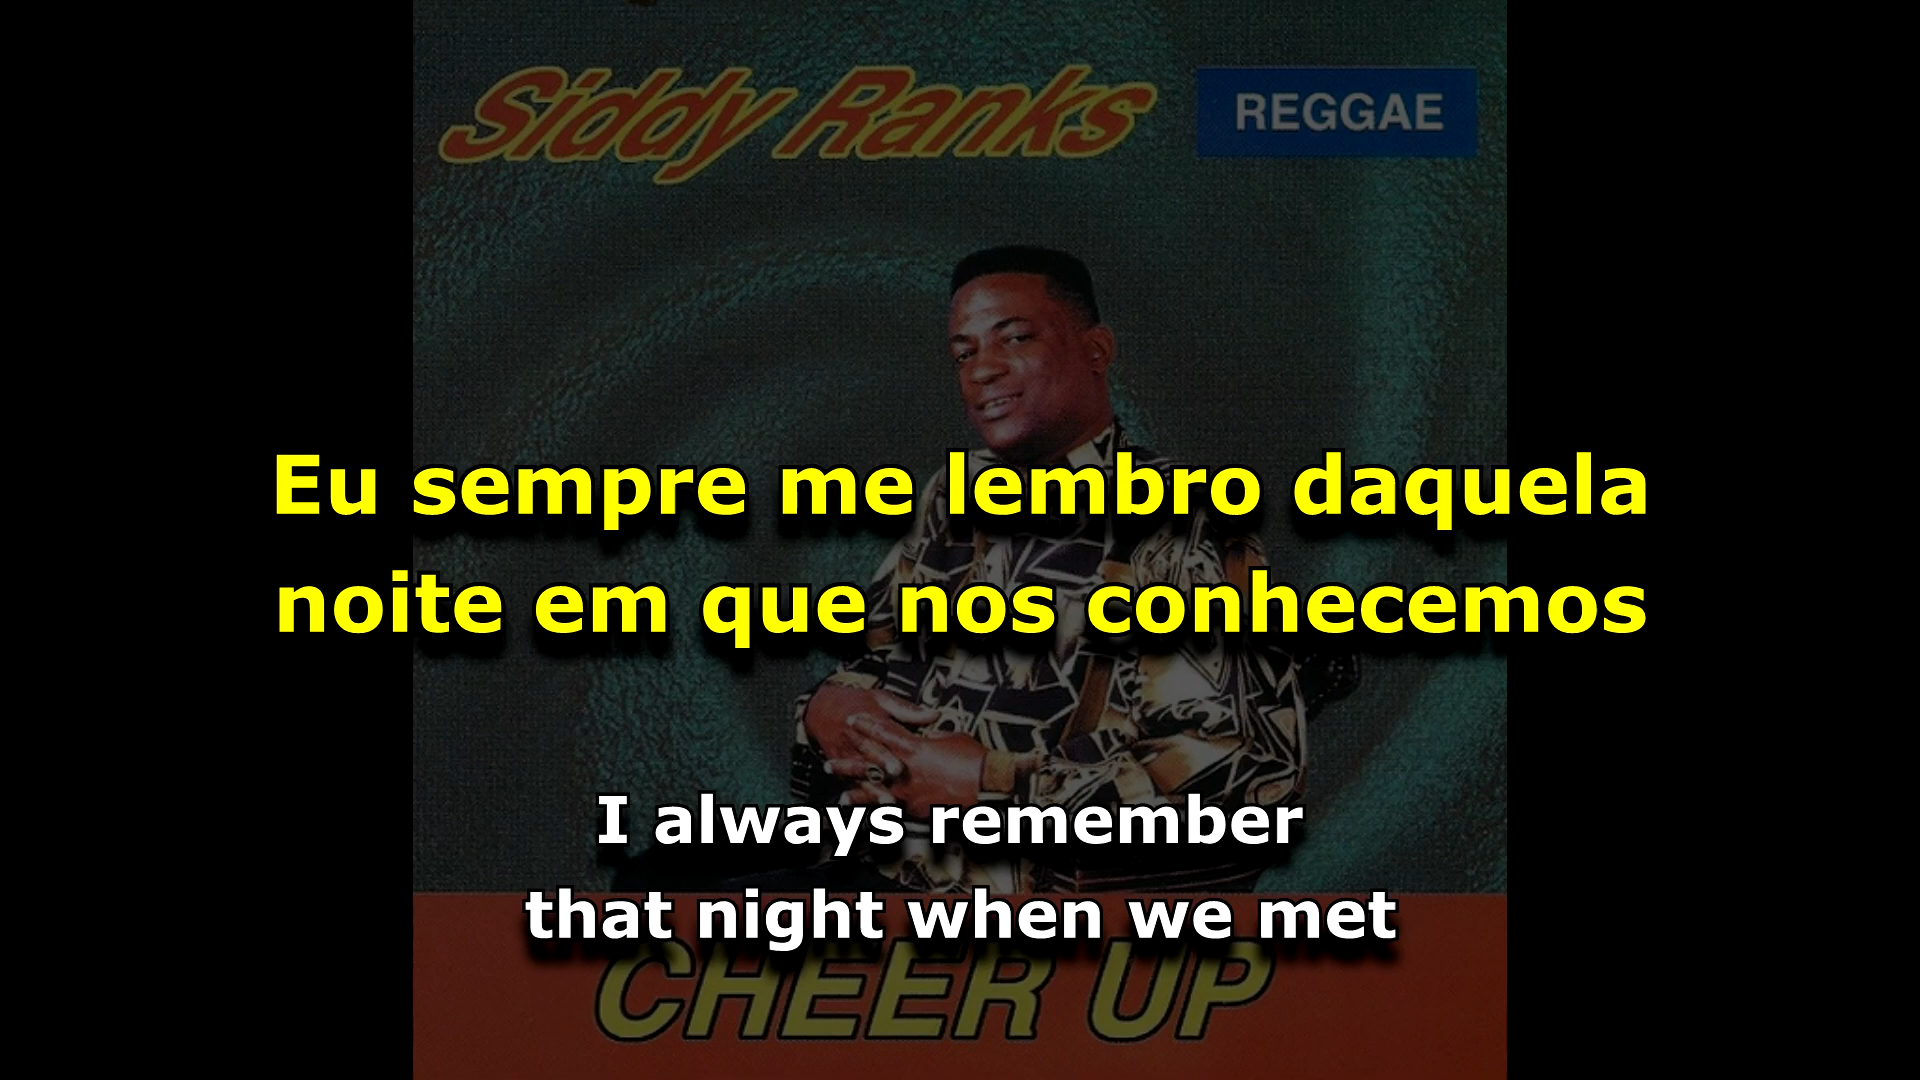 Siddy Ranks
REGGAE
Eu sempre me lembro daquela
noite em que nos conhecemos
I always remember
that night when we met
CHEER UP